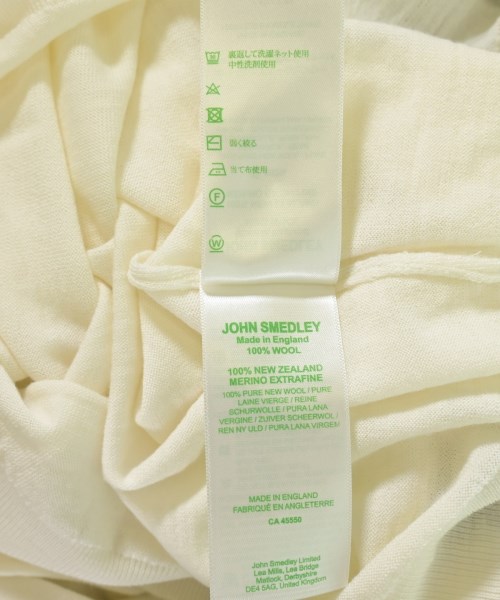 裏返して洗濯ネット使用
中性洗剤使用
弱く絞る
当て布使用
F
W
JOHN SMEDLEY
Made in England
100% WOOL
100% NEW ZEALAND
MERINO EXTRAFINE
100% PURE NEW WOOL / PURE
LAINE VIERGE / REINE
SCHURWOLLE / PURA LANA
VERGINE / ZUIVER SCHEERWOL /
REN NY ULD / PURA LANA VIRGEN
MADE IN ENGLAND
FABRIQUÉ EN ANGLETERRE
CA 45550
John Smedley Limited
Lea Mills, Lea Bridge
Matlock, Derbyshire
DE4 5AG, United Kingdom